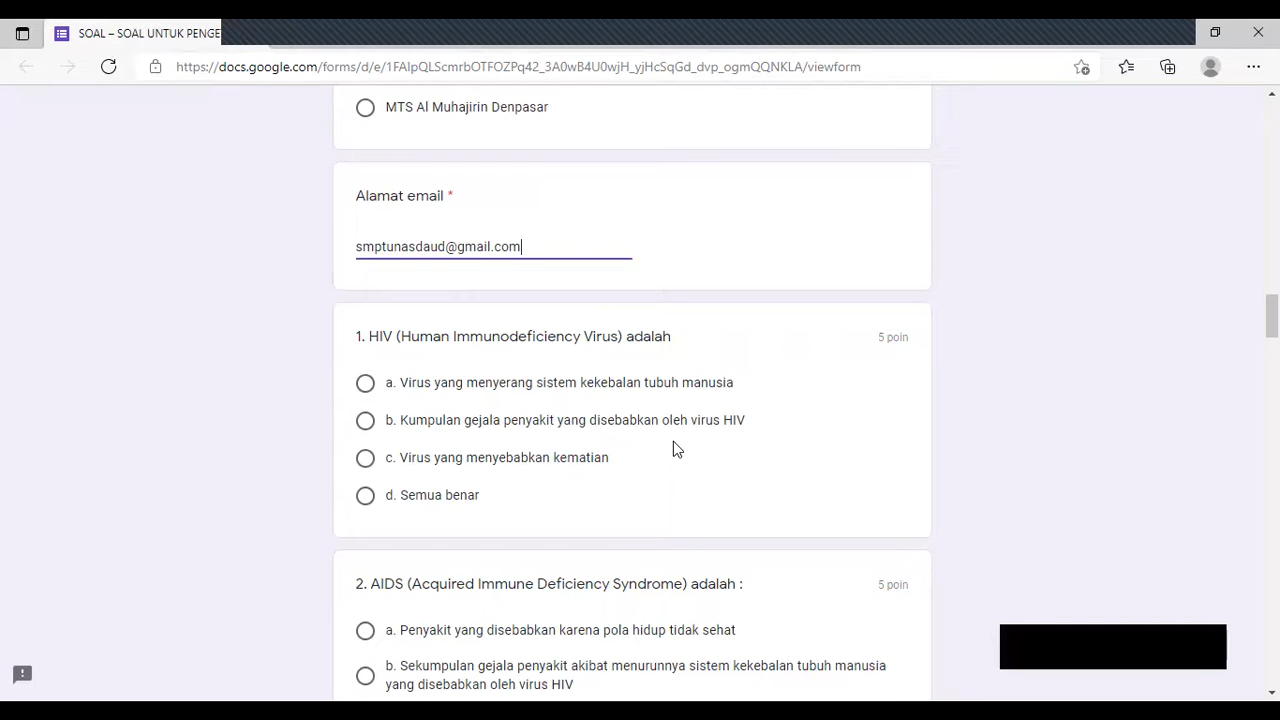 SOAL – SOAL UNTUK PENGE
https://docs.google.com/forms/d/e/1FAIpQLScmrbOTFOZPq42_3A0wB4U0wjH_yjHcSqGd_dvp_ogmQQNKLA/viewform
MTS Al Muhajirin Denpasar
Alamat email *
smptunasdaud@gmail.com
1. HIV (Human Immunodeficiency Virus) adalah 5 poin
a. Virus yang menyerang sistem kekebalan tubuh manusia
b. Kumpulan gejala penyakit yang disebabkan oleh virus HIV
c. Virus yang menyebabkan kematian
d. Semua benar
2. AIDS (Acquired Immune Deficiency Syndrome) adalah : 5 poin
a. Penyakit yang disebabkan karena pola hidup tidak sehat
b. Sekumpulan gejala penyakit akibat menurunnya sistem kekebalan tubuh manusia
yang disebabkan oleh virus HIV